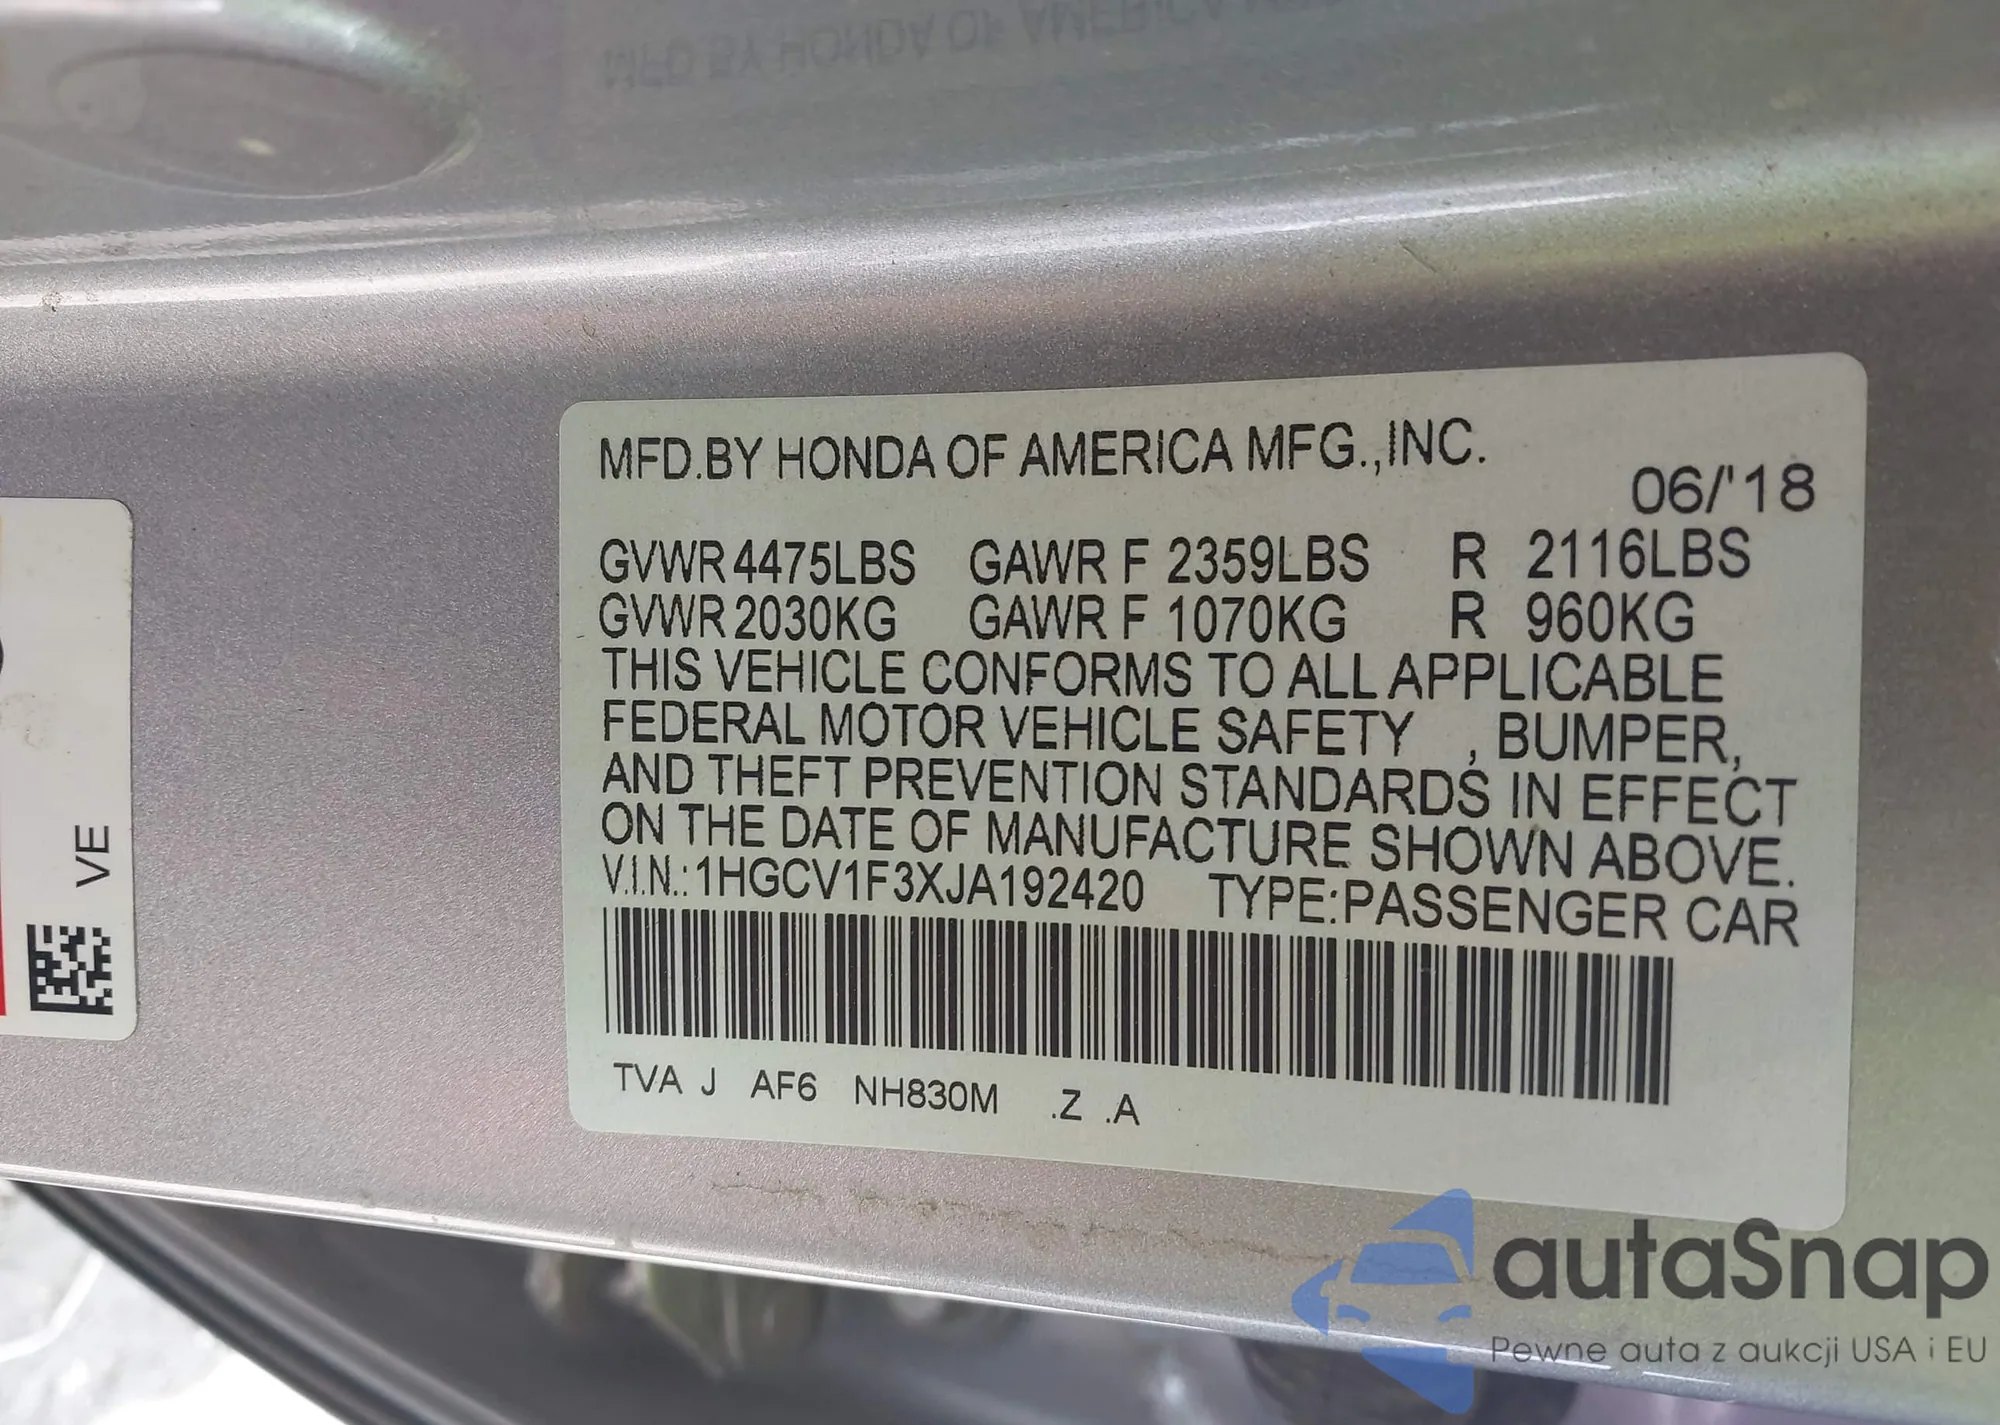 MFD.BY HONDA OF AMERICA MFG.,INC.
06/'18
GVWR 4475LBS GAWR F 2359LBS R 2116LBS
GVWR 2030KG GAWR F 1070KG R 960KG
THIS VEHICLE CONFORMS TO ALL APPLICABLE
FEDERAL MOTOR VEHICLE SAFETY , BUMPER,
AND THEFT PREVENTION STANDARDS IN EFFECT
ON THE DATE OF MANUFACTURE SHOWN ABOVE.
V.I.N.:1HGCV1F3XJA192420 TYPE:PASSENGER CAR
TVA J AF6 NH830M .Z .A
VE
autaSnap
Pewne auta z aukcji USA i EU